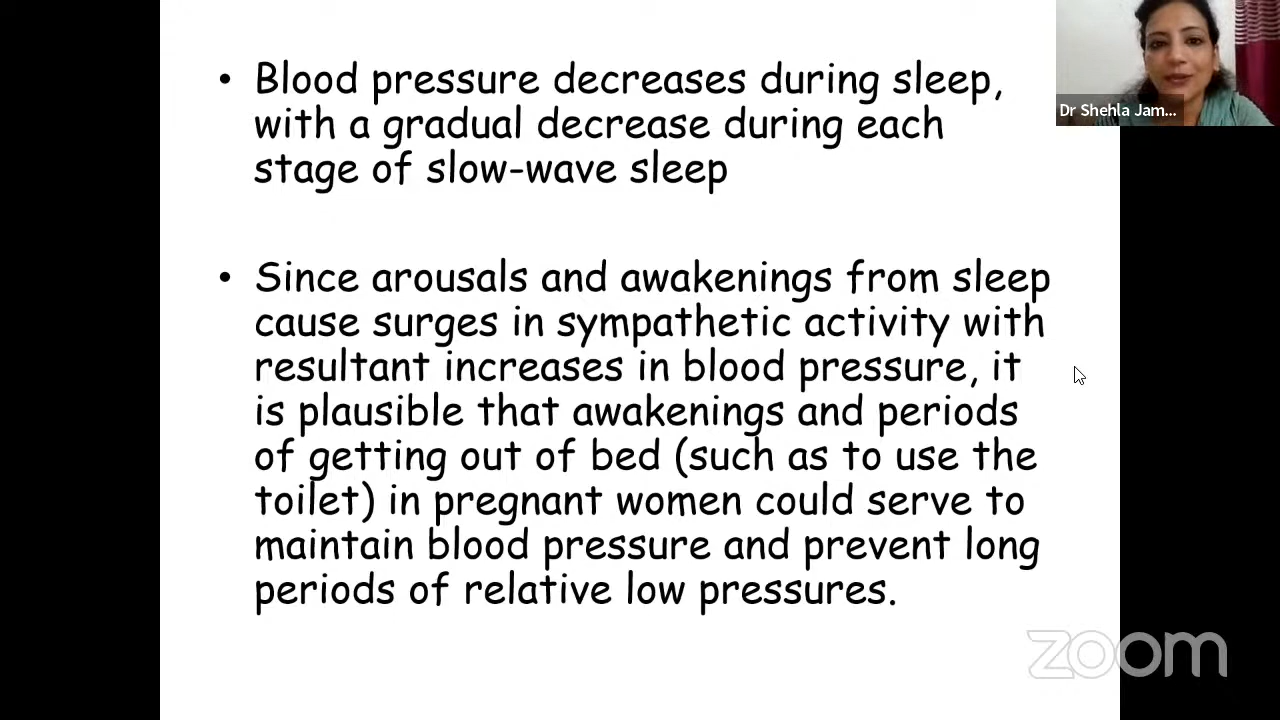 • Blood pressure decreases during sleep,
with a gradual decrease during each
stage of slow-wave sleep
• Since arousals and awakenings from sleep
cause surges in sympathetic activity with
resultant increases in blood pressure, it
is plausible that awakenings and periods
of getting out of bed (such as to use the
toilet) in pregnant women could serve to
maintain blood pressure and prevent long
periods of relative low pressures.
Dr Shehla Jam...
zoom